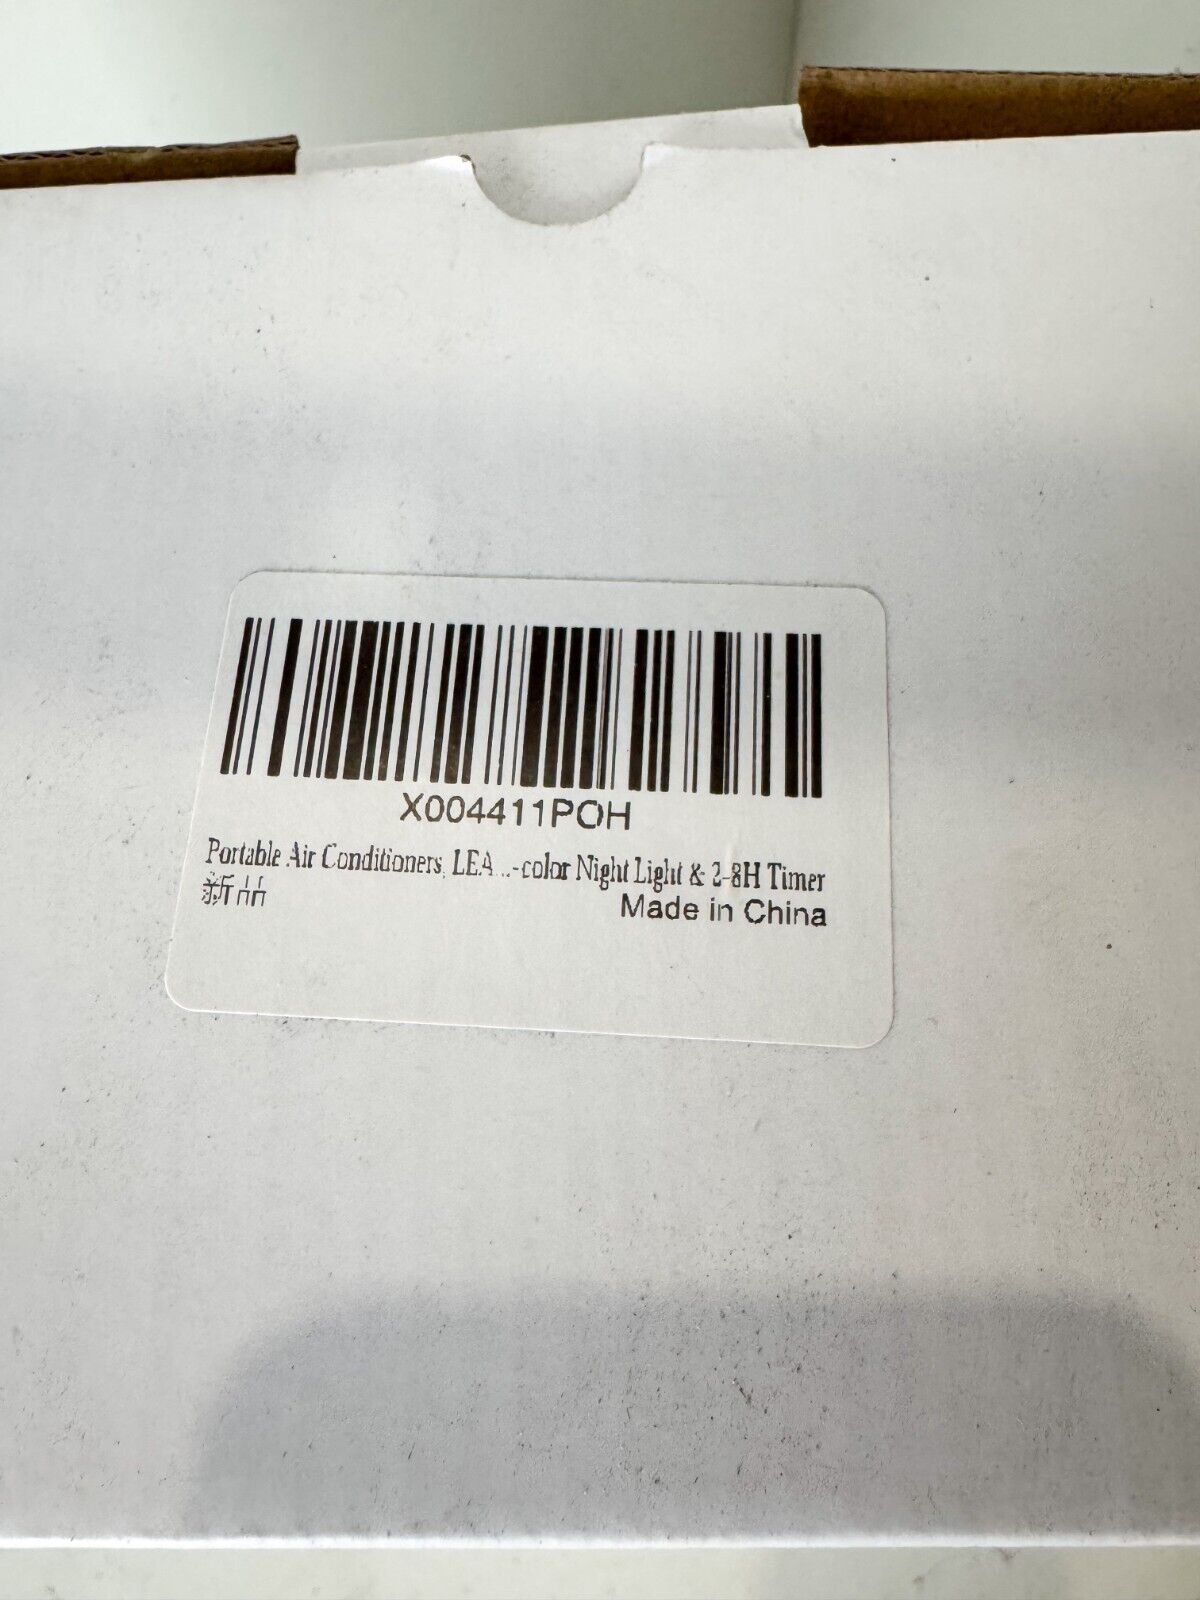 X004411POH
Portable Air Conditioners, LEA...-color Night Light & 2-8H Timer
新品
Made in China